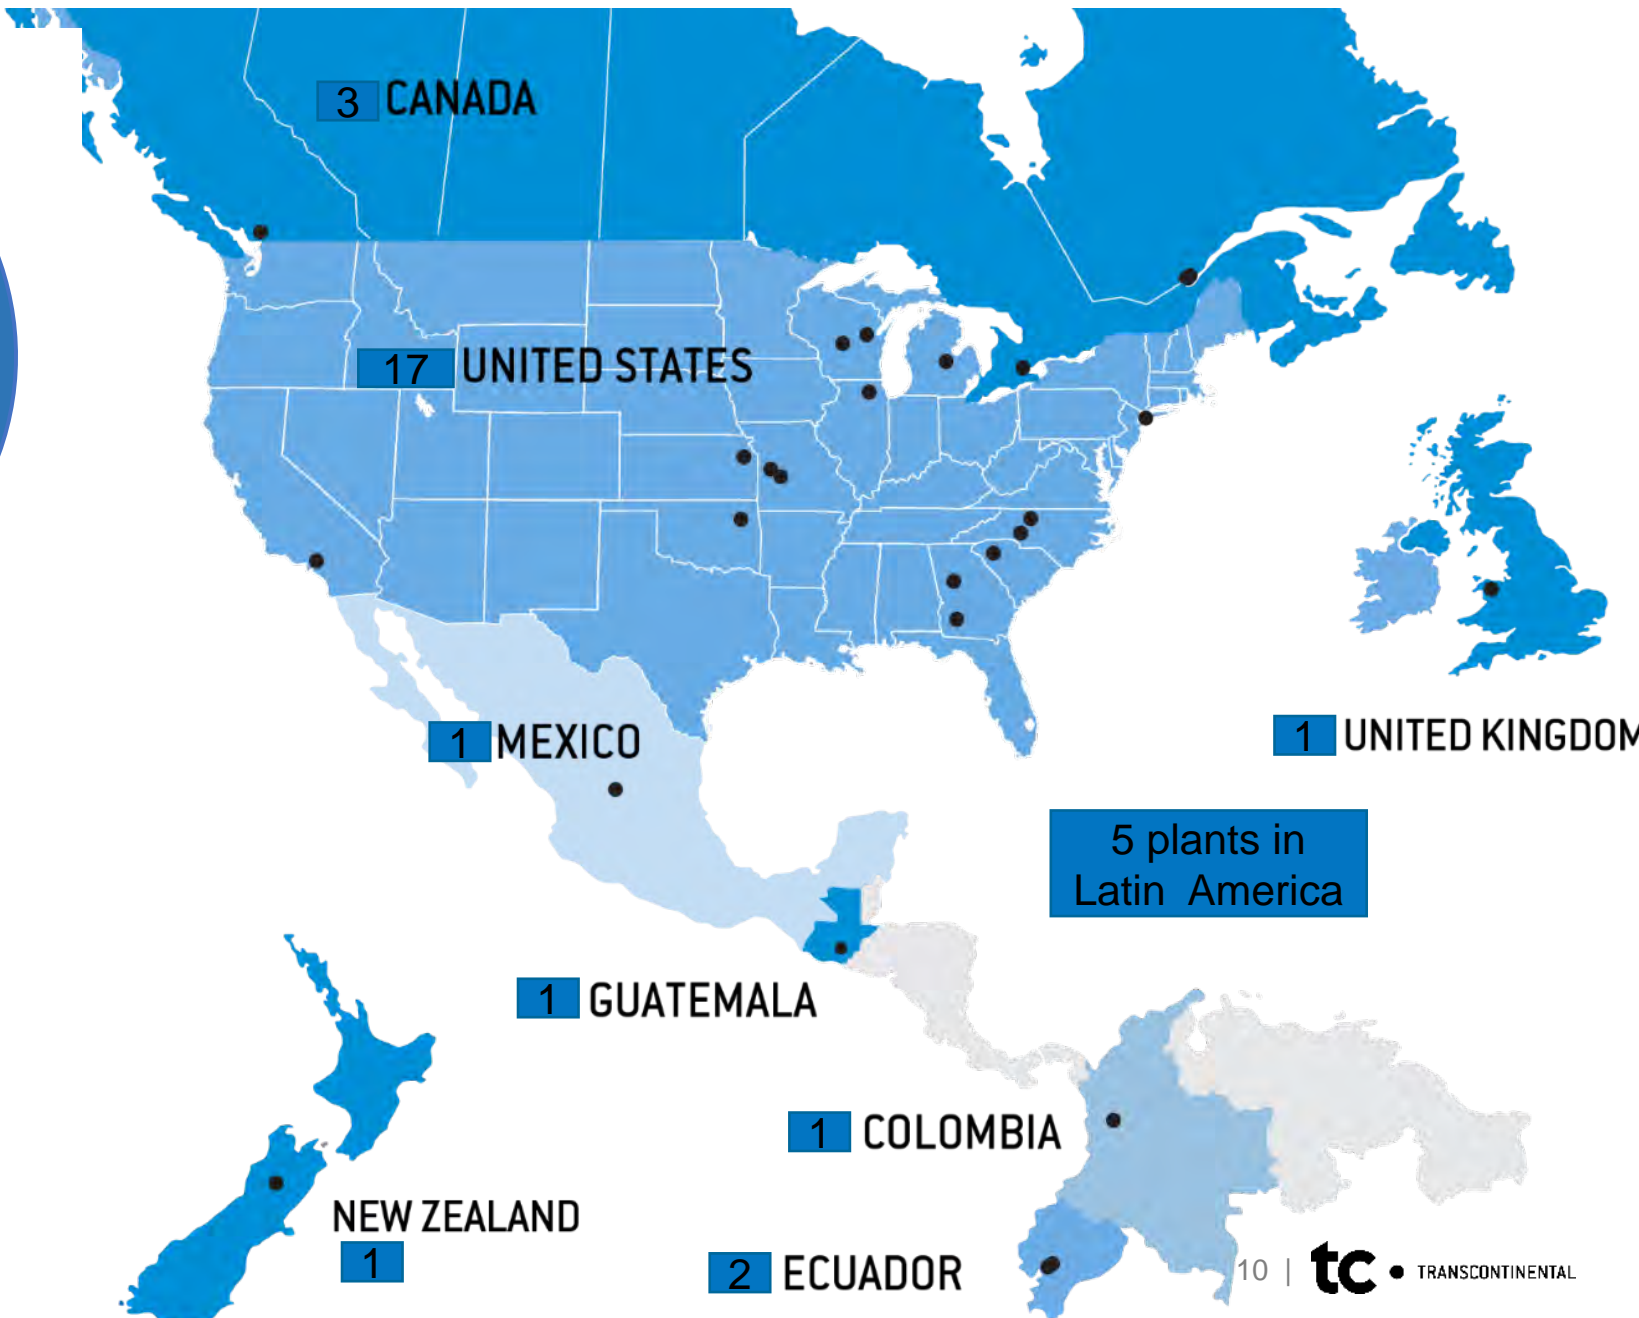 3 CANADA
17 UNITED STATES
1 MEXICO
1 UNITED KINGDOM
5 plants in
Latin America
1 GUATEMALA
1 COLOMBIA
NEW ZEALAND
1
2 ECUADOR
10 | tc • TRANSCONTINENTAL